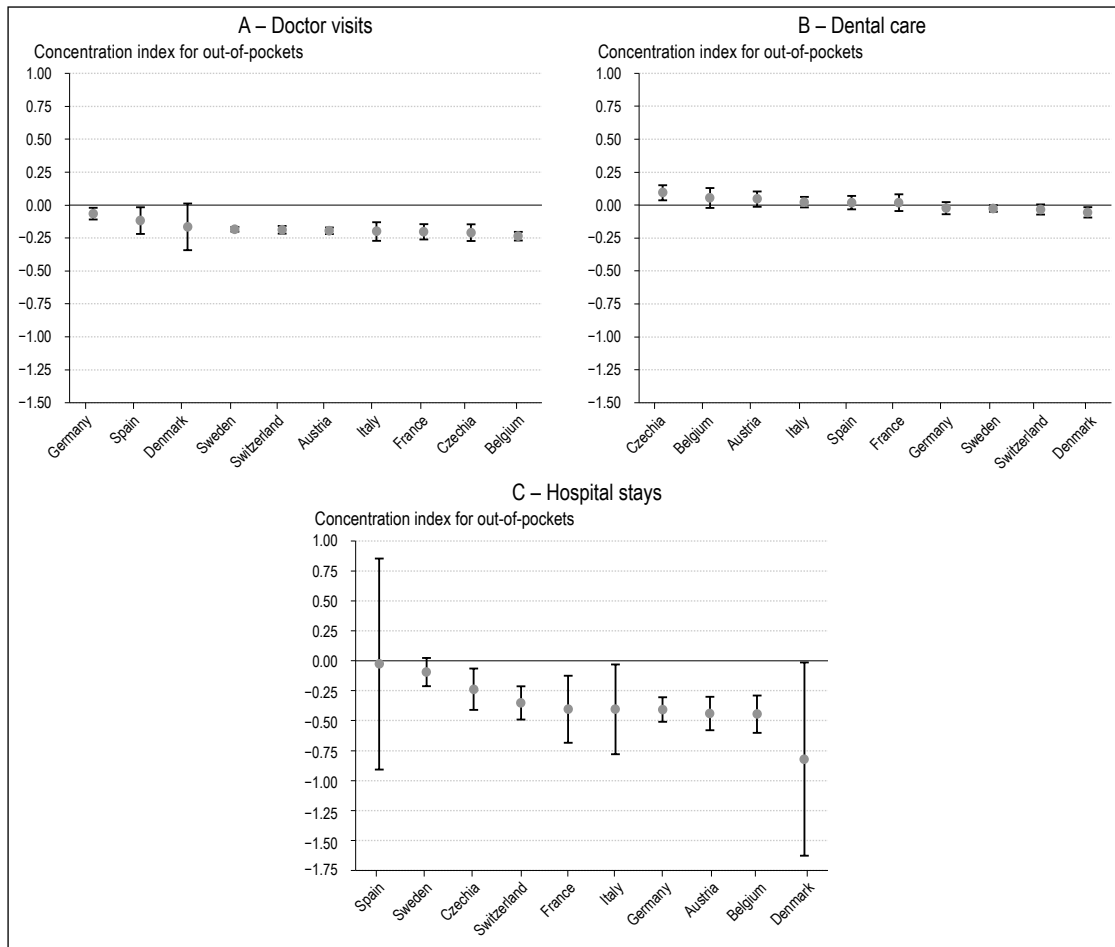 A – Doctor visits
Concentration index for out-of-pockets
1.00
0.75
0.50
0.25
0.00
−0.25
−0.50
−0.75
−1.00
−1.25
−1.50
Germany
Spain
Denmark
Sweden
Switzerland
Austria
Italy
France
Czechia
Belgium
B – Dental care
Concentration index for out-of-pockets
1.00
0.75
0.50
0.25
0.00
−0.25
−0.50
−0.75
−1.00
−1.25
−1.50
Czechia
Belgium
Austria
Italy
Spain
France
Germany
Sweden
Switzerland
Denmark
C – Hospital stays
Concentration index for out-of-pockets
1.00
0.75
0.50
0.25
0.00
−0.25
−0.50
−0.75
−1.00
−1.25
−1.50
−1.75
Spain
Sweden
Czechia
Switzerland
France
Italy
Germany
Austria
Belgium
Denmark